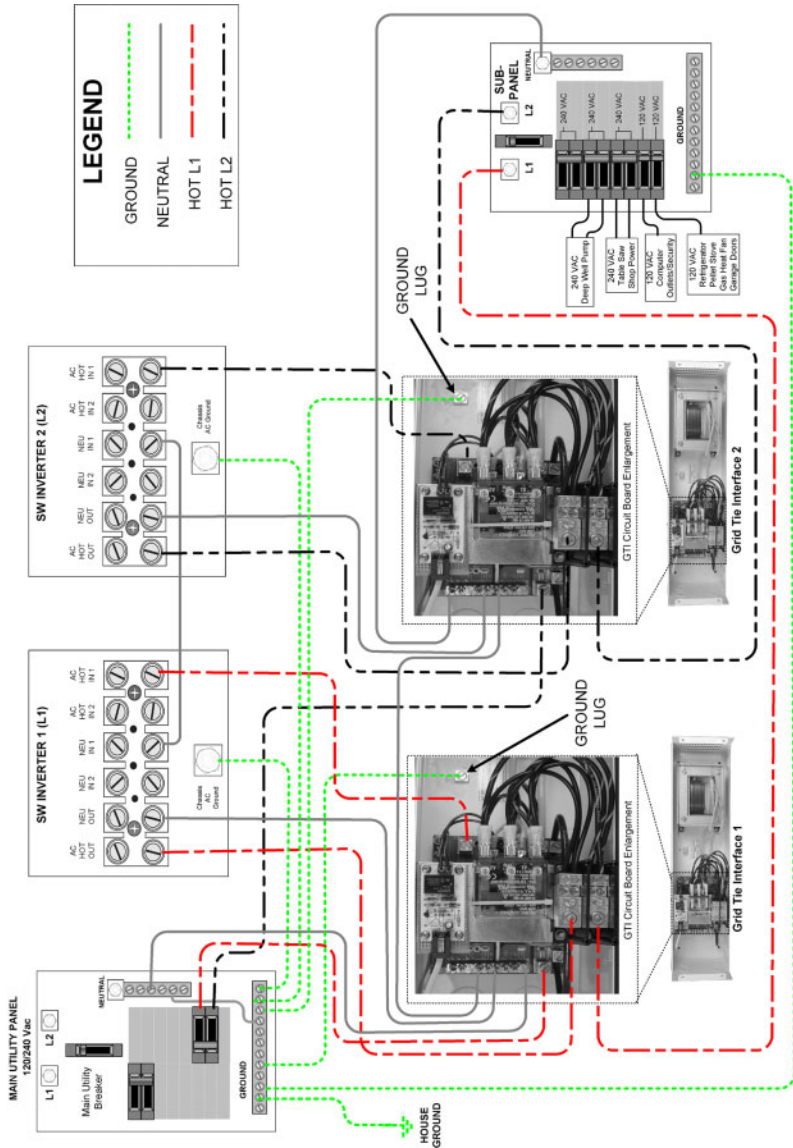 LEGEND
GROUND
NEUTRAL
HOT L1
HOT L2
MAIN UTILITY PANEL
120/240 Vac
L1
L2
Main Utility
Breaker
NEUTRAL
GROUND
HOUSE
GROUND
SW INVERTER 1 (L1)
AC
HOT
OUT
NEU
OUT
NEU
IN 2
NEU
IN 1
AC
HOT
IN 2
AC
HOT
IN 1
Chassis
AC
Ground
SW INVERTER 2 (L2)
AC
HOT
OUT
NEU
OUT
NEU
IN 2
NEU
IN 1
AC
HOT
IN 2
AC
HOT
IN 1
Chassis
AC Ground
GROUND
LUG
GTI Circuit Board Enlargement
Grid Tie Interface 1
GROUND
LUG
GTI Circuit Board Enlargement
Grid Tie Interface 2
SUB-
PANEL
L1
L2
NEUTRAL
240 VAC
240 VAC
240 VAC
120 VAC
120 VAC
GROUND
240 VAC
Deep Well Pump
240 VAC
Table Saw
Shop Power
120 VAC
Computer
Outlets/Security
120 VAC
Refrigerator
Pellet Stove
Gas Heat Fan
Garage Doors